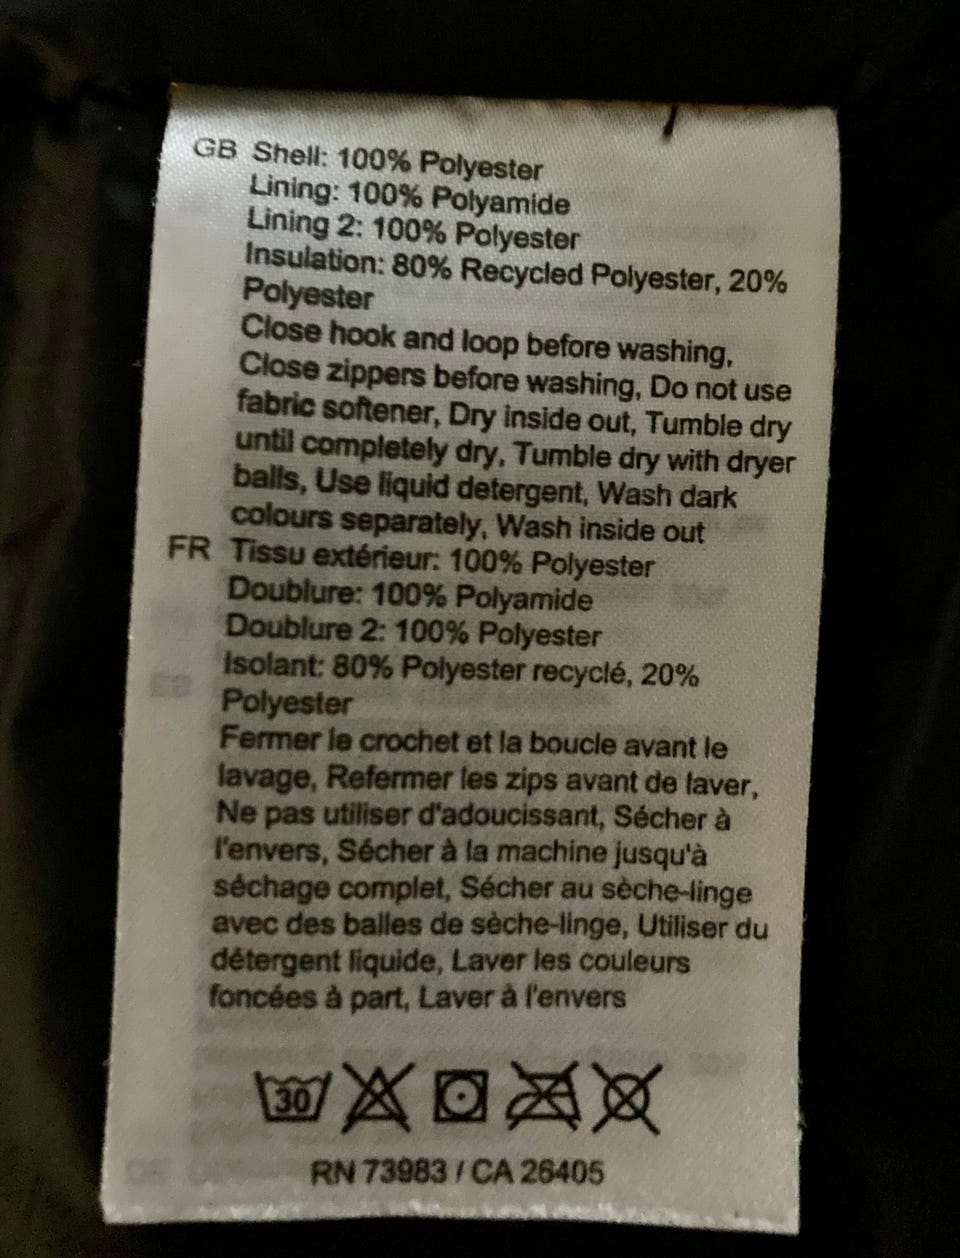 GB Shell: 100% Polyester
Lining: 100% Polyamide
Lining 2: 100% Polyester
Insulation: 80% Recycled Polyester, 20%
Polyester
Close hook and loop before washing,
Close zippers before washing, Do not use
fabric softener, Dry inside out, Tumble dry
until completely dry, Tumble dry with dryer
balls, Use liquid detergent, Wash dark
colours separately, Wash inside out
FR Tissu extérieur: 100% Polyester
Doublure: 100% Polyamide
Doublure 2: 100% Polyester
Isolant: 80% Polyester recyclé, 20%
Polyester
Fermer le crochet et la boucle avant le
lavage, Refermer les zips avant de laver,
Ne pas utiliser d'adoucissant, Sécher à
l'envers, Sécher à la machine jusqu'à
séchage complet, Sécher au sèche-linge
avec des balles de sèche-linge, Utiliser du
détergent liquide, Laver les couleurs
foncées à part, Laver à l'envers
30
RN 73983 / CA 26405